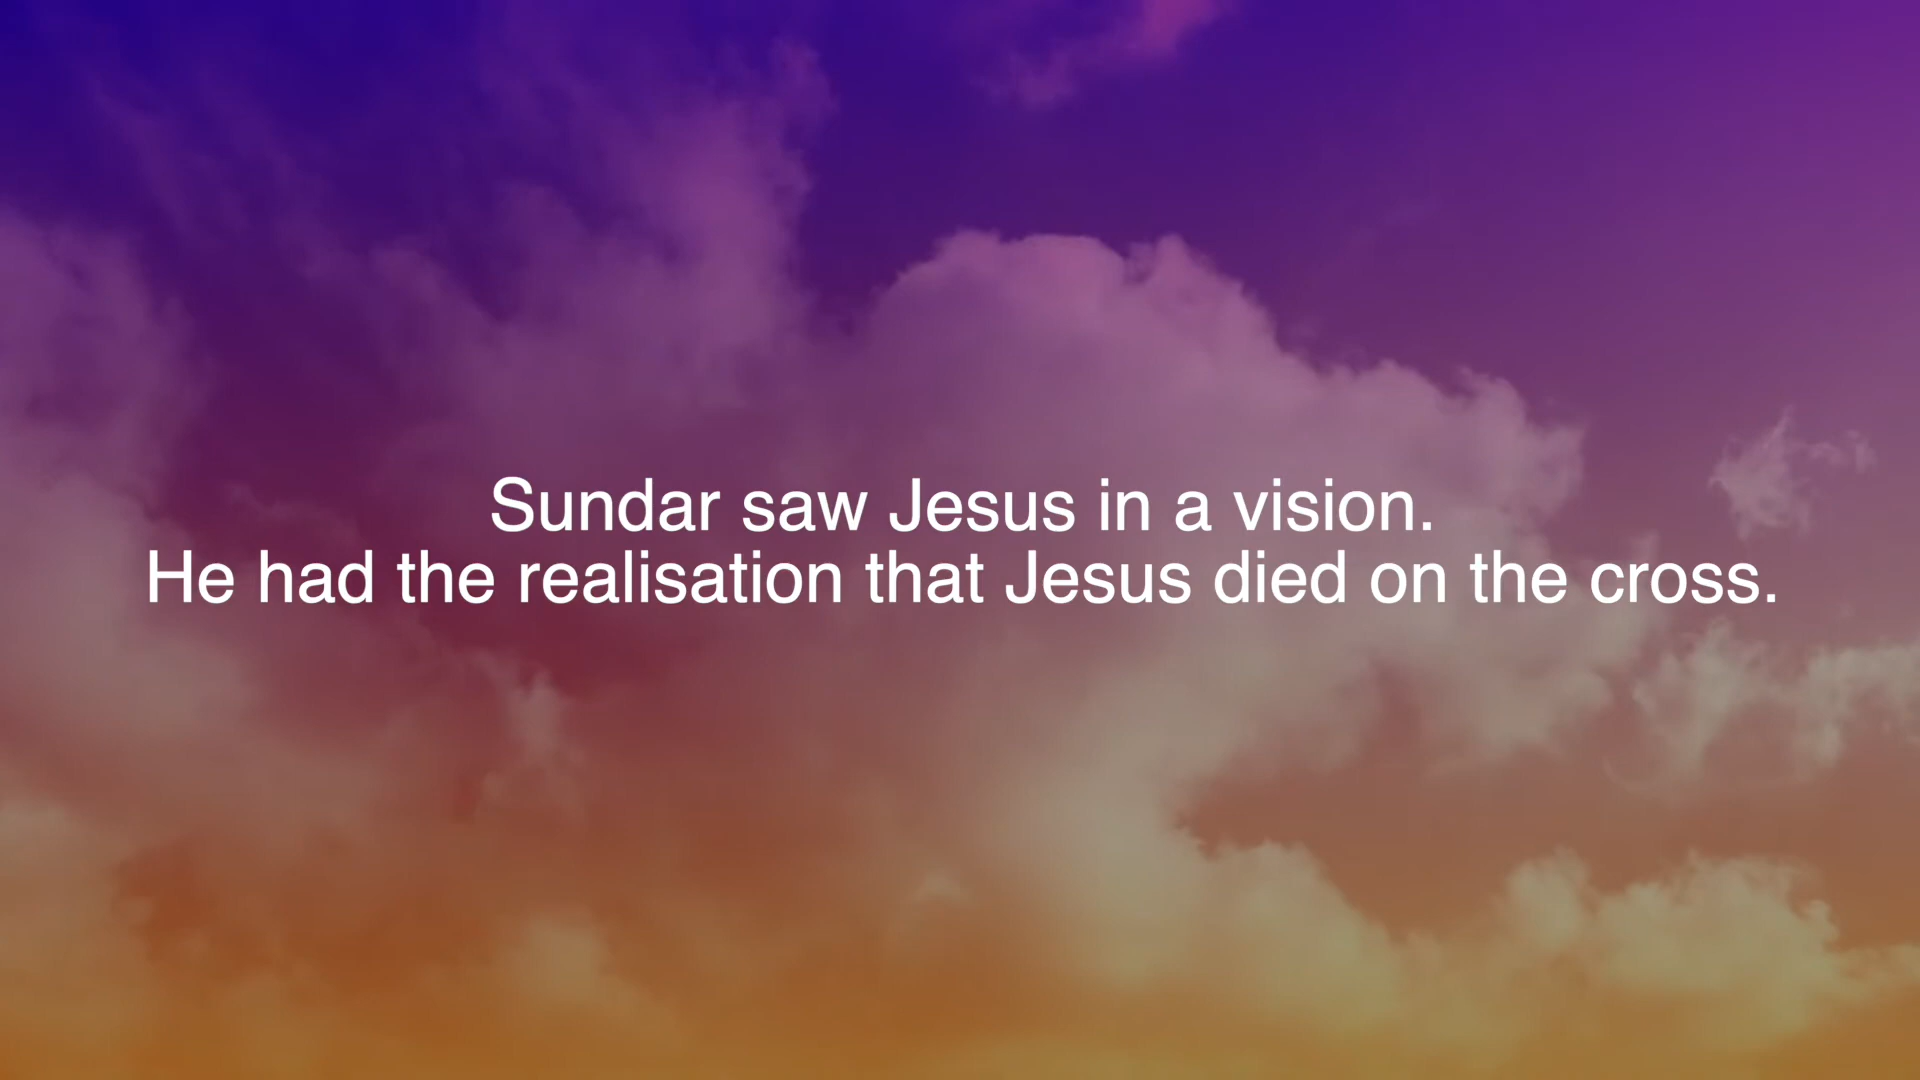 Sundar saw Jesus in a vision.
He had the realisation that Jesus died on the cross.